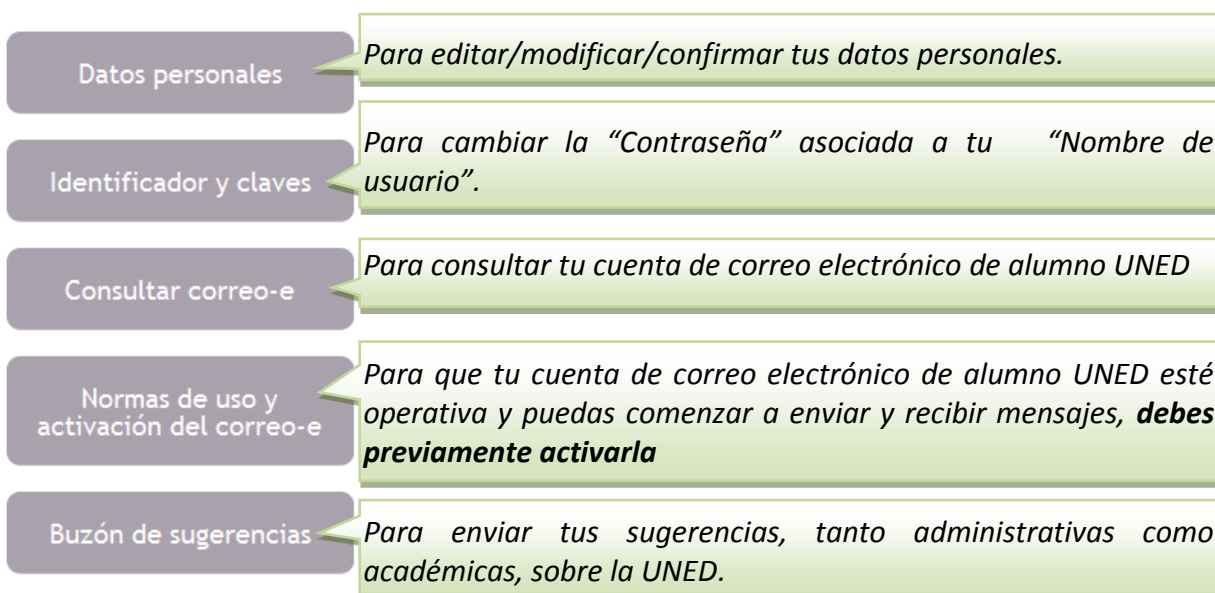 Datos personales
Para editar/modificar/confirmar tus datos personales.
Identificador y claves
Para cambiar la “Contraseña” asociada a tu “Nombre de
usuario”.
Consultar correo-e
Para consultar tu cuenta de correo electrónico de alumno UNED
Normas de uso y
activación del correo-e
Para que tu cuenta de correo electrónico de alumno UNED esté
operativa y puedas comenzar a enviar y recibir mensajes, debes
previamente activarla
Buzón de sugerencias
Para enviar tus sugerencias, tanto administrativas como
académicas, sobre la UNED.